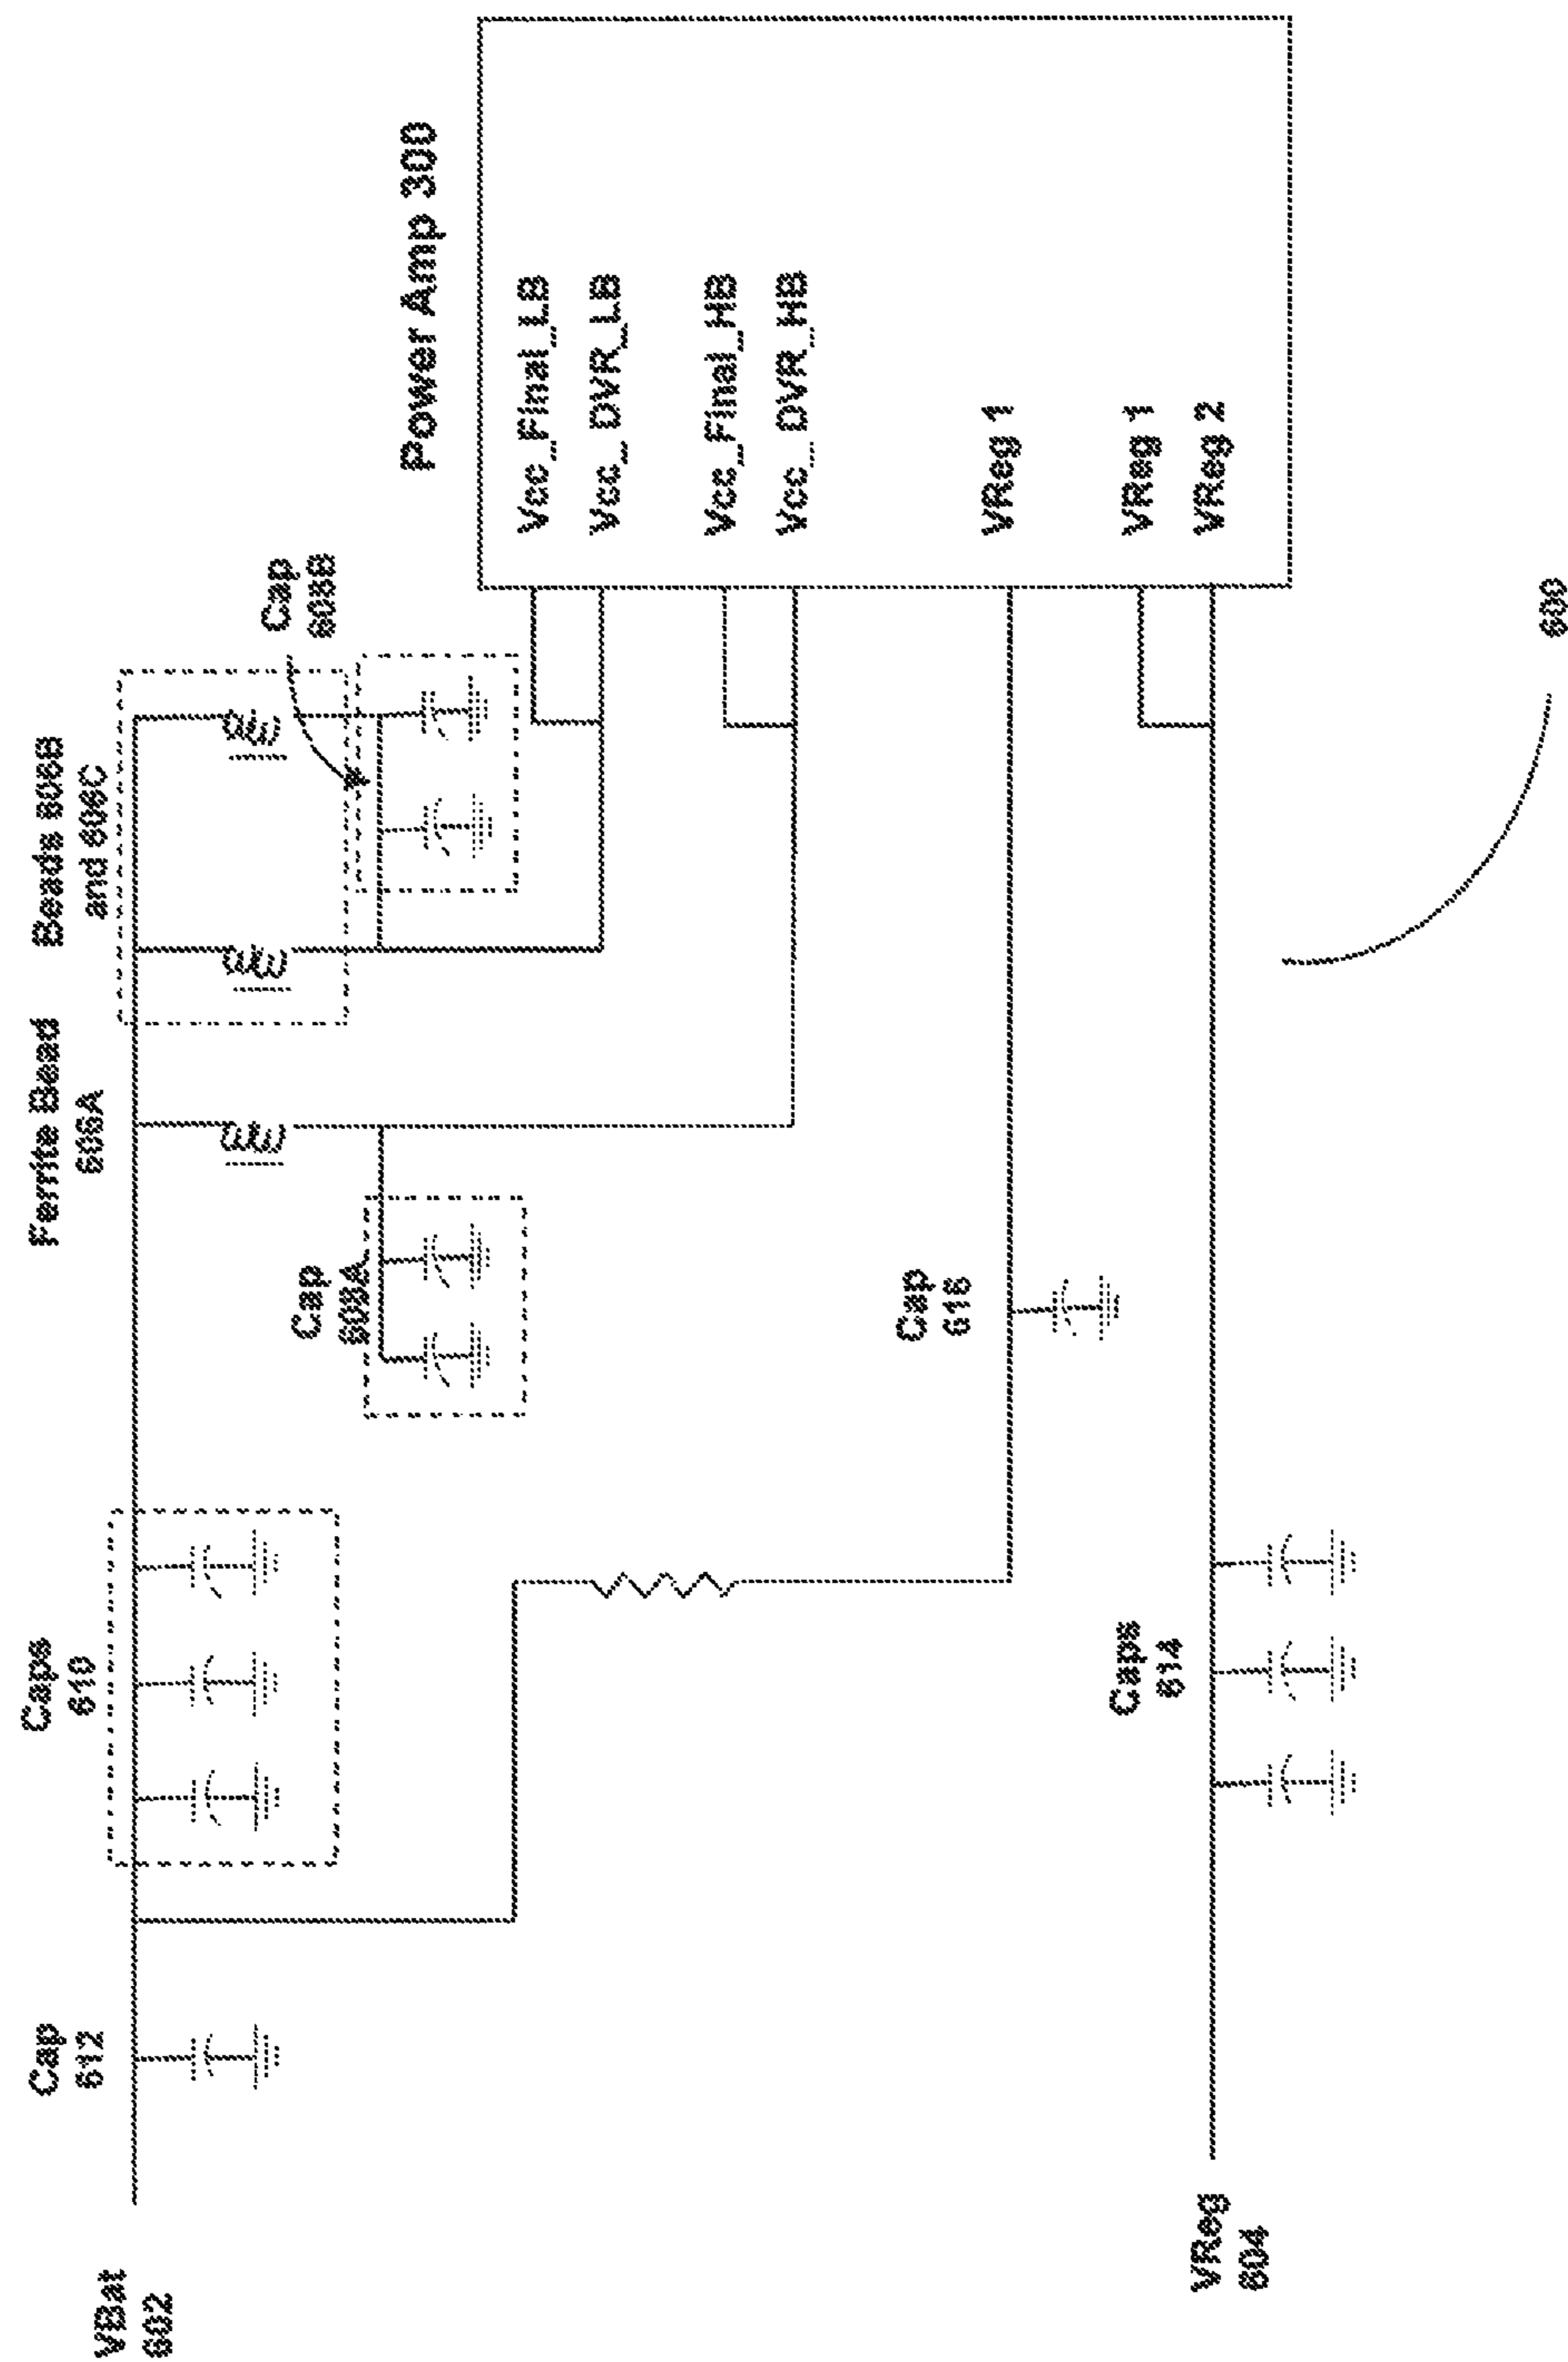 VBat
602
Cap
612
Caps
610
Ferrite Bead
606A
Beads 606B
and 606C
Cap
608A
Cap
608B
Power Amp 300
Vcc_Final_LB
Vcc_DVR_LB
Vcc_Final_HB
Vcc_DVR_HB
VReg 1
VReg 1
VReg 2
Cap
616
Caps
614
VReg
604
600